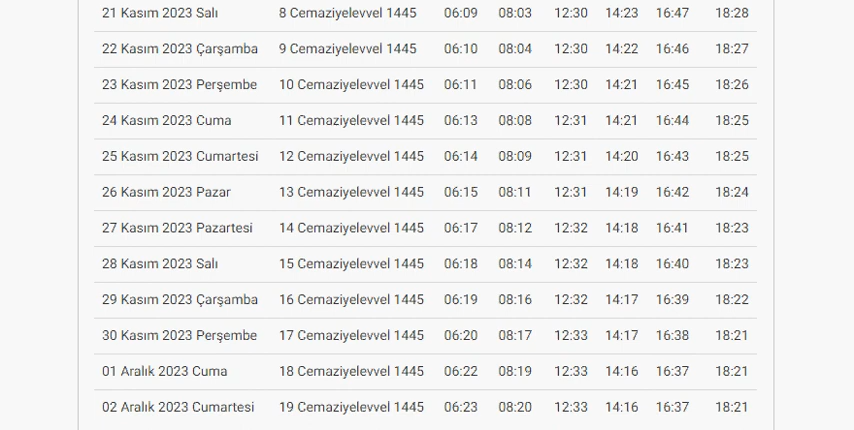 21 Kasım 2023 Salı 8 Cemaziyelevvel 1445 06:09 08:03 12:30 14:23 16:47 18:28
22 Kasım 2023 Çarşamba 9 Cemaziyelevvel 1445 06:10 08:04 12:30 14:22 16:46 18:27
23 Kasım 2023 Perşembe 10 Cemaziyelevvel 1445 06:11 08:06 12:30 14:21 16:45 18:26
24 Kasım 2023 Cuma 11 Cemaziyelevvel 1445 06:13 08:08 12:31 14:21 16:44 18:25
25 Kasım 2023 Cumartesi 12 Cemaziyelevvel 1445 06:14 08:09 12:31 14:20 16:43 18:25
26 Kasım 2023 Pazar 13 Cemaziyelevvel 1445 06:15 08:11 12:31 14:19 16:42 18:24
27 Kasım 2023 Pazartesi 14 Cemaziyelevvel 1445 06:17 08:12 12:32 14:18 16:41 18:23
28 Kasım 2023 Salı 15 Cemaziyelevvel 1445 06:18 08:14 12:32 14:18 16:40 18:23
29 Kasım 2023 Çarşamba 16 Cemaziyelevvel 1445 06:19 08:16 12:32 14:17 16:39 18:22
30 Kasım 2023 Perşembe 17 Cemaziyelevvel 1445 06:20 08:17 12:33 14:17 16:38 18:21
01 Aralık 2023 Cuma 18 Cemaziyelevvel 1445 06:22 08:19 12:33 14:16 16:37 18:21
02 Aralık 2023 Cumartesi 19 Cemaziyelevvel 1445 06:23 08:20 12:33 14:16 16:37 18:21